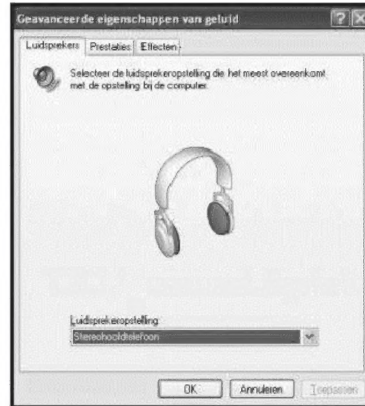 Geavanceerde eigenschappen van geluid
Luidsprekers Prestaties Effecten
Selecteer de luidsprekeropstelling die het meest overeenkomt
met de opstelling bij de computer.
Luidsprekeropstelling:
Stereohoofdtelefoon
OK Annuleren Toepassen